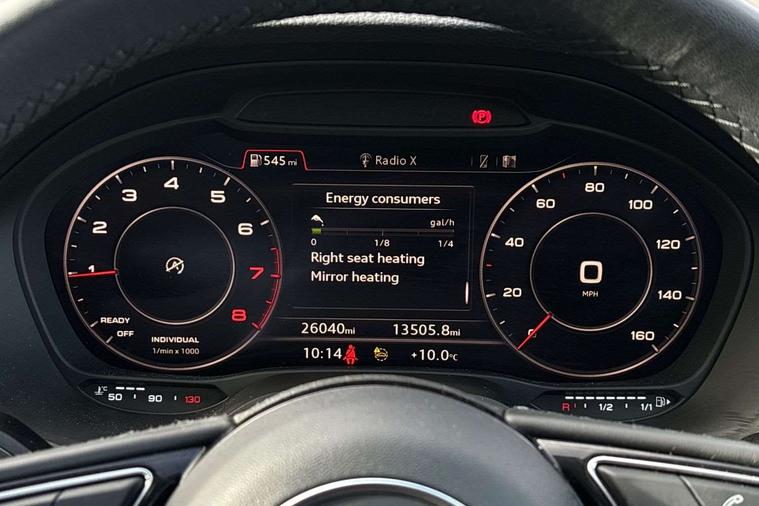 P
545 mi
Radio X
Energy consumers
gal/h
0 1/8 1/4
Right seat heating
Mirror heating
26040mi 13505.8mi
10:14 +10.0°C
1 2 3 4 5 6 7 8
READY
OFF
INDIVIDUAL
1/min x 1000
0 20 40 60 80 100 120 140 160
0
MPH
°C
50 90 130
R 1/2 1/1